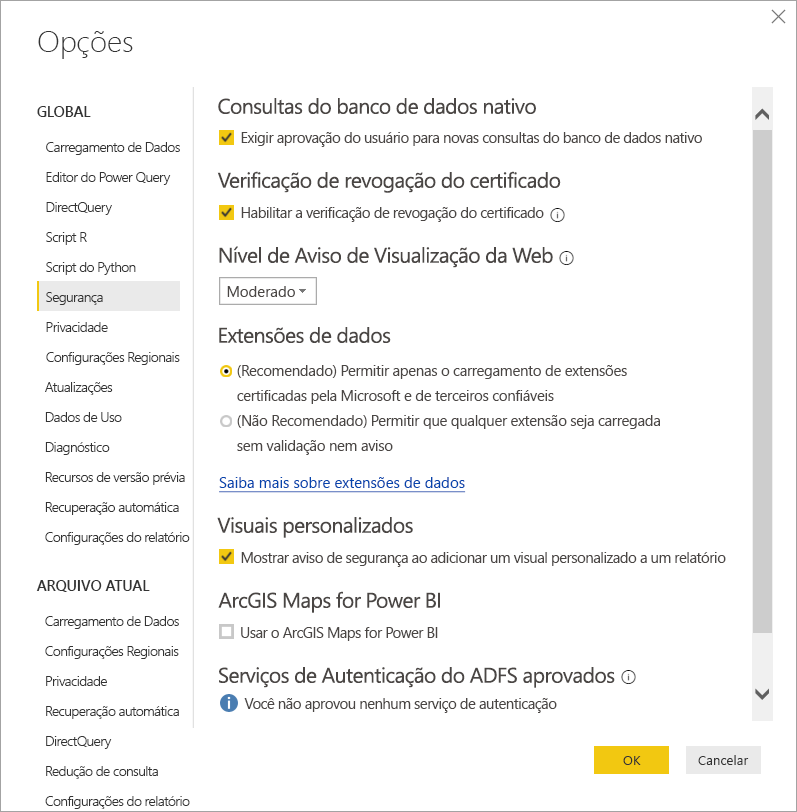 Opções
GLOBAL
Carregamento de Dados
Editor do Power Query
DirectQuery
Script R
Script do Python
Segurança
Privacidade
Configurações Regionais
Atualizações
Dados de Uso
Diagnóstico
Recursos de versão prévia
Recuperação automática
Configurações do relatório
ARQUIVO ATUAL
Carregamento de Dados
Configurações Regionais
Privacidade
Recuperação automática
DirectQuery
Redução de consulta
Configurações do relatório
Consultas do banco de dados nativo
Exigir aprovação do usuário para novas consultas do banco de dados nativo
Verificação de revogação do certificado
Habilitar a verificação de revogação do certificado
Nível de Aviso de Visualização da Web
Moderado
Extensões de dados
(Recomendado) Permitir apenas o carregamento de extensões
certificadas pela Microsoft e de terceiros confiáveis
(Não Recomendado) Permitir que qualquer extensão seja carregada
sem validação nem aviso
Saiba mais sobre extensões de dados
Visuais personalizados
Mostrar aviso de segurança ao adicionar um visual personalizado a um relatório
ArcGIS Maps for Power BI
Usar o ArcGIS Maps for Power BI
Serviços de Autenticação do ADFS aprovados
Você não aprovou nenhum serviço de autenticação
OK
Cancelar